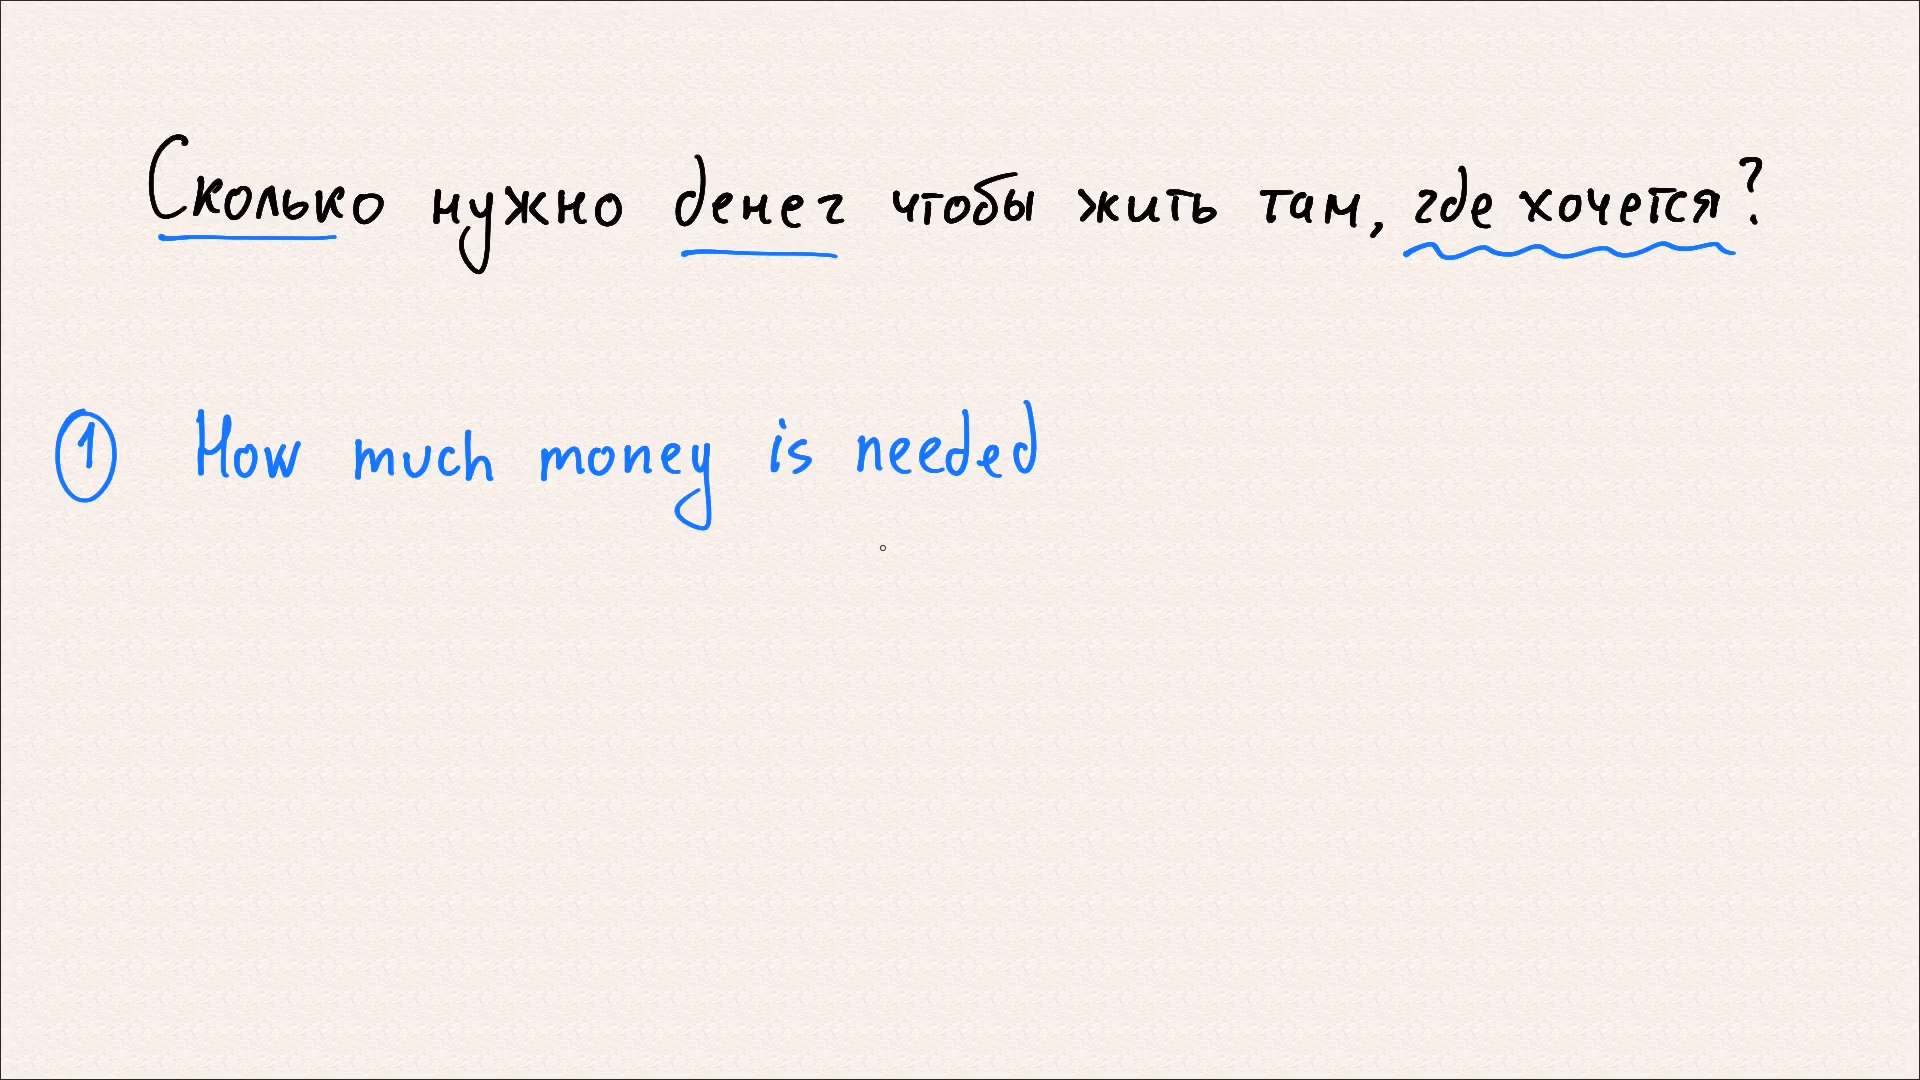 Сколько нужно денег чтобы жить там, где хочется?
1 How much money is needed